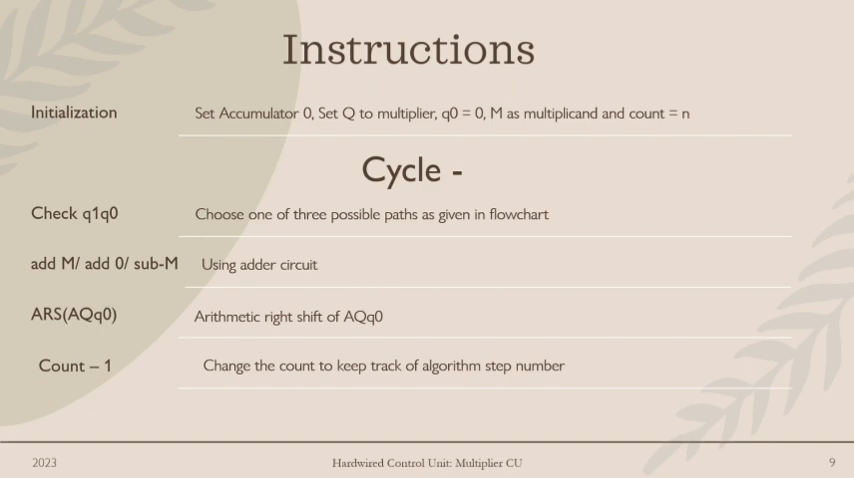 Instructions
Initialization Set Accumulator 0, Set Q to multiplier, q0 = 0, M as multiplicand and count = n
Cycle -
Check q1q0 Choose one of three possible paths as given in flowchart
add M/ add 0/ sub-M Using adder circuit
ARS(AQq0) Arithmetic right shift of AQq0
Count – 1 Change the count to keep track of algorithm step number
2023 Hardwired Control Unit: Multiplier CU 9